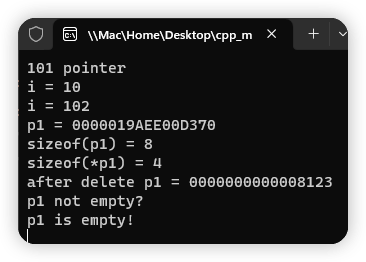 \\Mac\Home\Desktop\cpp_m
101 pointer
i = 10
i = 102
p1 = 0000019AEE00D370
sizeof(p1) = 8
sizeof(*p1) = 4
after delete p1 = 0000000000008123
p1 not empty?
p1 is empty!